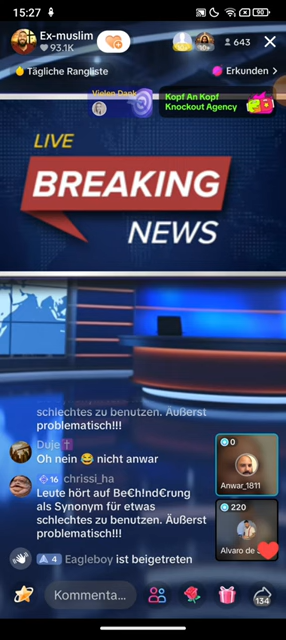 15:27
90
Ex-muslim
93.1K
10+
643
Tägliche Rangliste
Erkunden
Vielen Dank
Kopf An Kopf
Knockout Agency
LIVE
BREAKING
NEWS
schlechtes zu benutzen. Äußerst
problematisch!!!
Duje
Oh nein 😂 nicht anwar
16 chrissi_ha
Leute hört auf Be€h!nd€rung
als Synonym für etwas
schlechtes zu benutzen. Äußerst
problematisch!!!
4 Eagleboy ist beigetreten
0
Anwar_1811
220
Alvaro de
Kommenta...
134